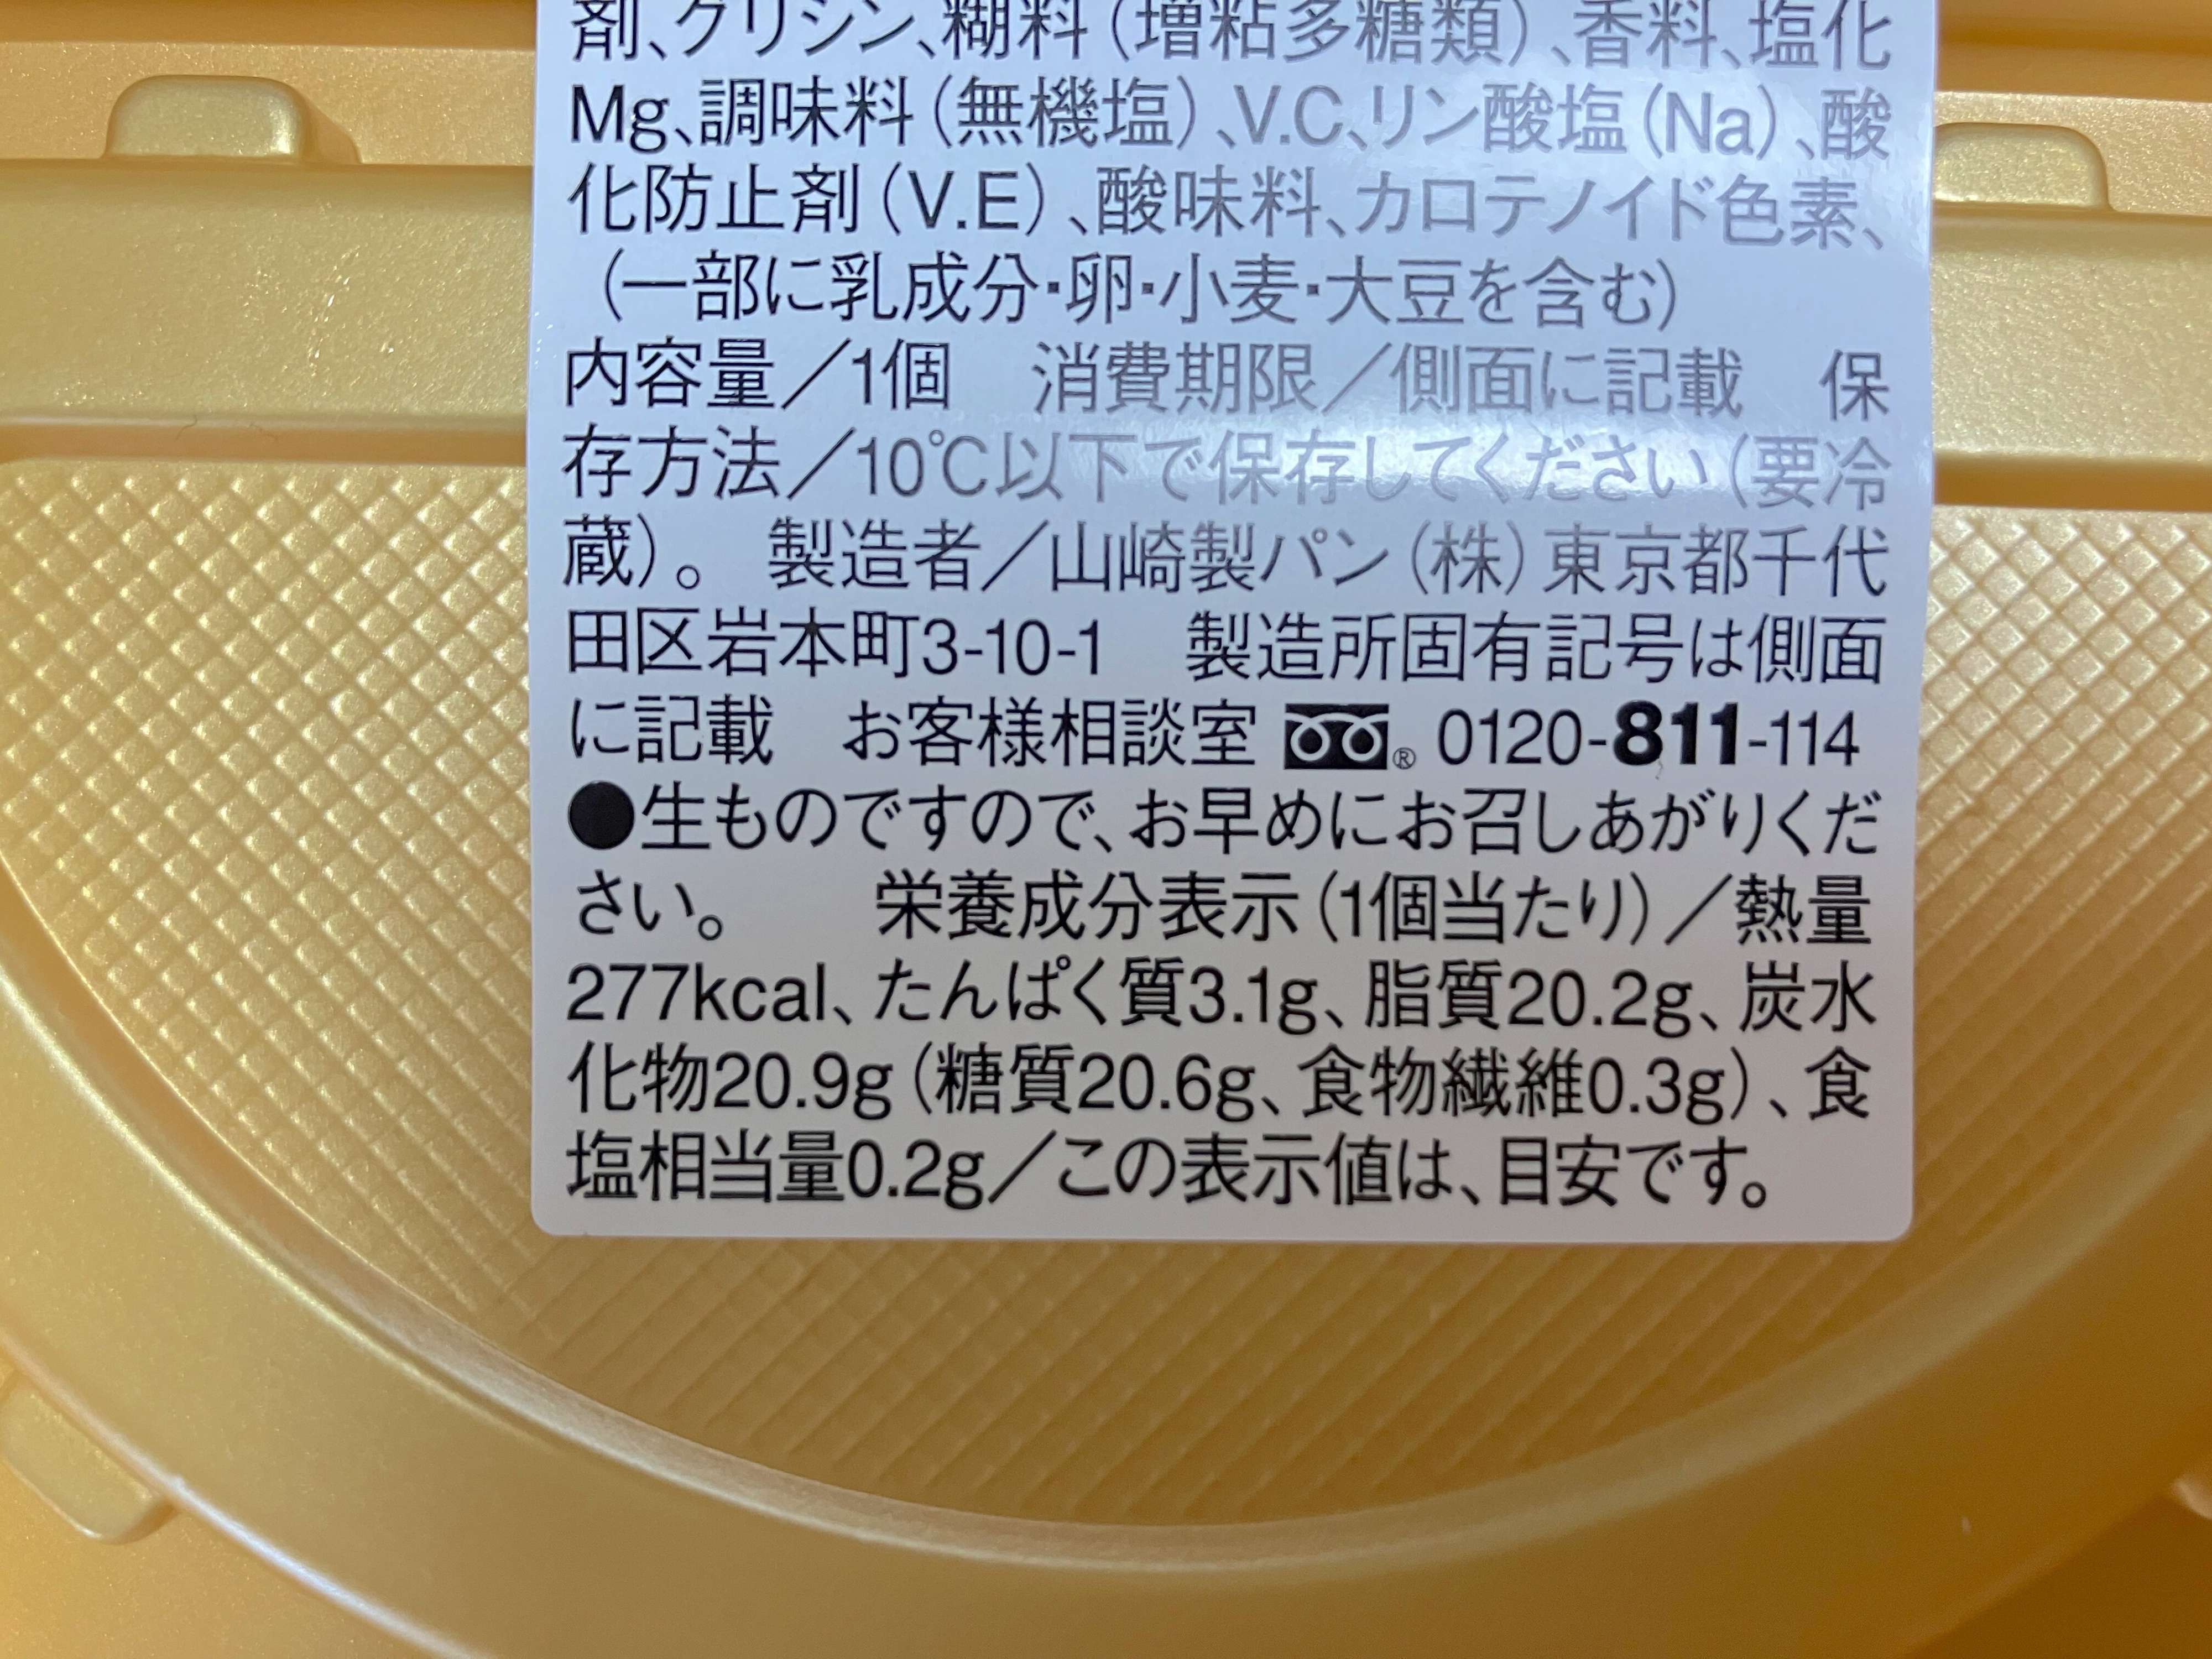 剤、グリシン、糊料(増粘多糖類)、香料、塩化
Mg、調味料(無機塩)、V.C、リン酸塩(Na)、酸
化防止剤(V.E)、酸味料、カロテノイド色素、
(一部に乳成分・卵・小麦・大豆を含む)
内容量/1個 消費期限/側面に記載 保
存方法/10℃以下で保存してください(要冷
蔵)。 製造者/山崎製パン(株)東京都千代
田区岩本町3-10-1 製造所固有記号は側面
に記載 お客様相談室 ® 0120-811-114
●生ものですので、お早めにお召しあがりくだ
さい。 栄養成分表示(1個当たり)/熱量
277kcal、たんぱく質3.1g、脂質20.2g、炭水
化物20.9g(糖質20.6g、食物繊維0.3g)、食
塩相当量0.2g/この表示値は、目安です。